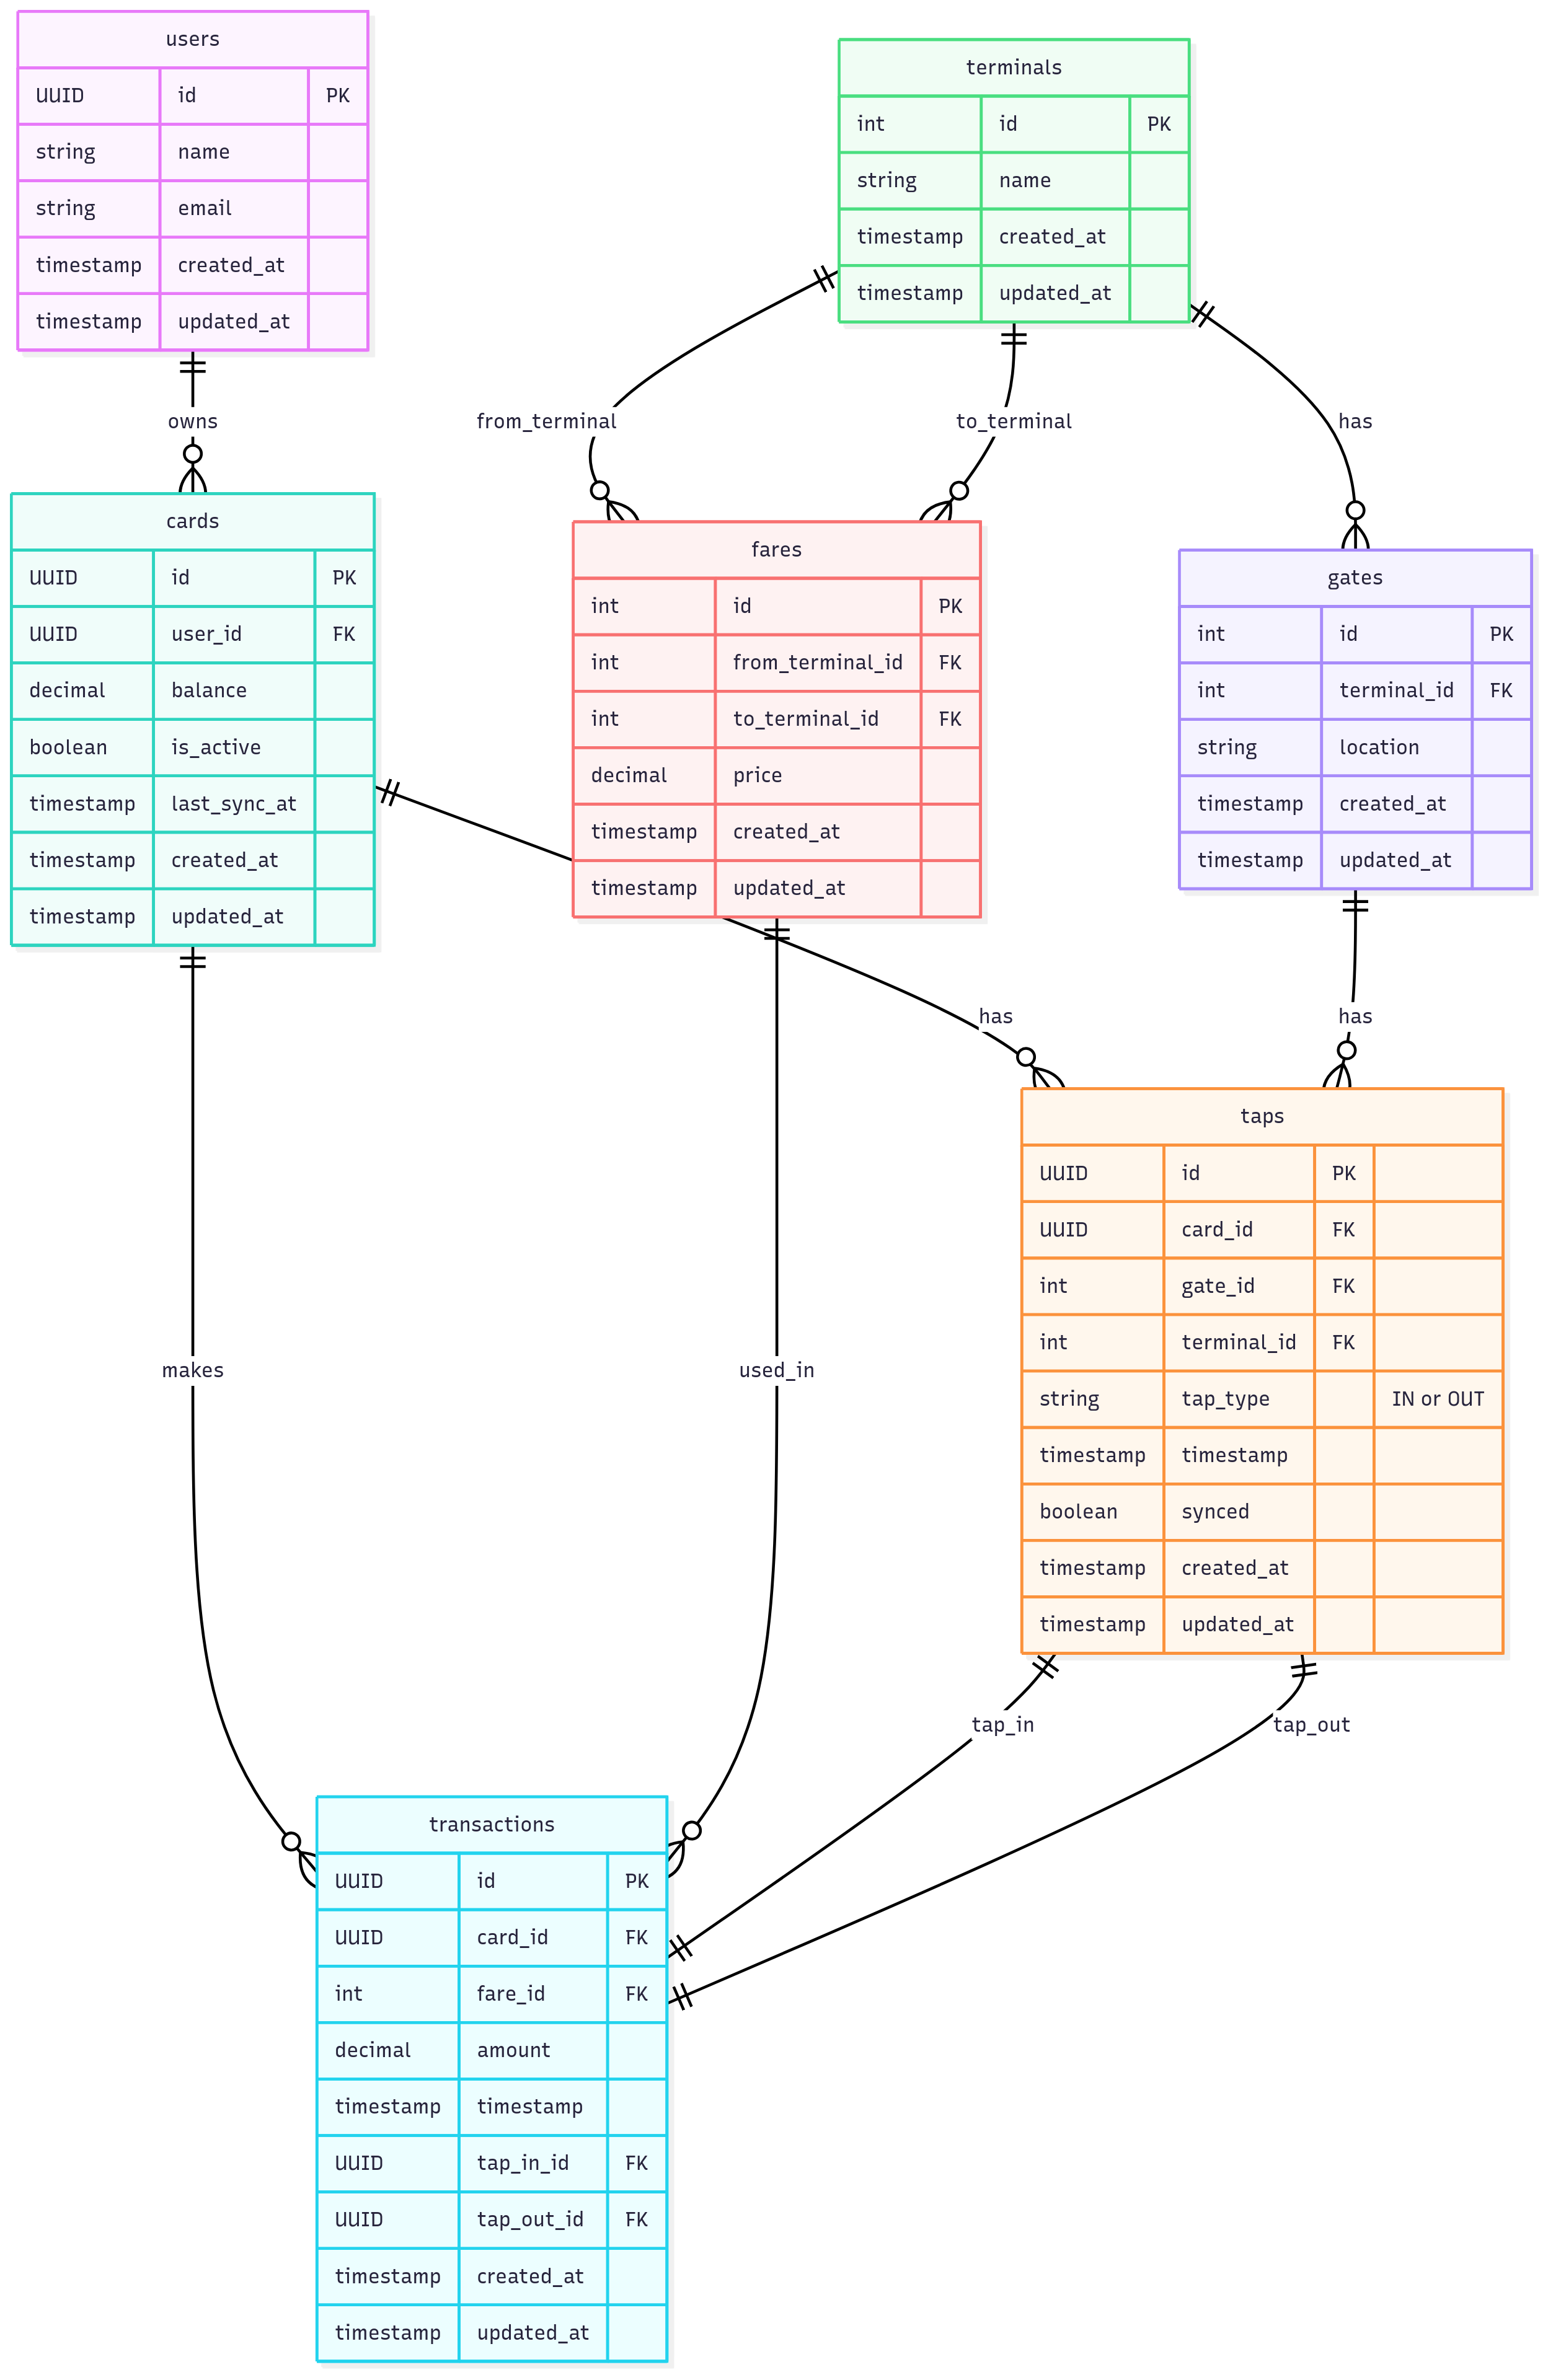 users
UUID id PK
string name
string email
timestamp created_at
timestamp updated_at
terminals
int id PK
string name
timestamp created_at
timestamp updated_at
owns
from_terminal
to_terminal
has
cards
UUID id PK
UUID user_id FK
decimal balance
boolean is_active
timestamp last_sync_at
timestamp created_at
timestamp updated_at
fares
int id PK
int from_terminal_id FK
int to_terminal_id FK
decimal price
timestamp created_at
timestamp updated_at
gates
int id PK
int terminal_id FK
string location
timestamp created_at
timestamp updated_at
has
has
taps
UUID id PK
UUID card_id FK
int gate_id FK
int terminal_id FK
string tap_type IN or OUT
timestamp timestamp
boolean synced
timestamp created_at
timestamp updated_at
makes
used_in
tap_in
tap_out
transactions
UUID id PK
UUID card_id FK
int fare_id FK
decimal amount
timestamp timestamp
UUID tap_in_id FK
UUID tap_out_id FK
timestamp created_at
timestamp updated_at